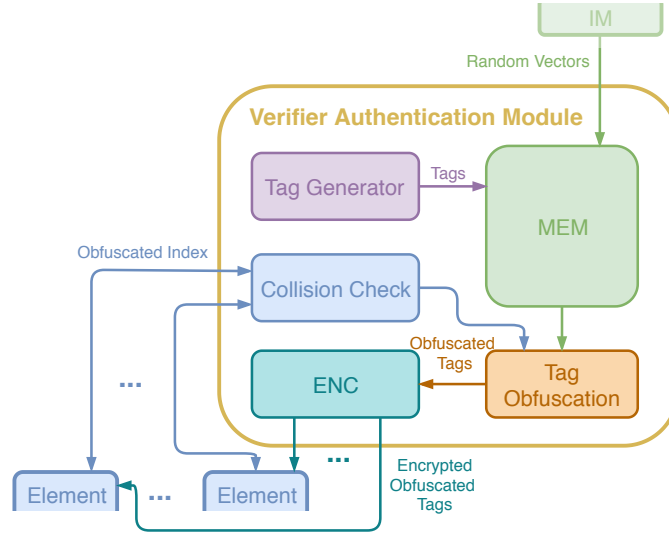 IM
Random Vectors
Verifier Authentication Module
Tag Generator
Tags
MEM
Obfuscated Index
Collision Check
Obfuscated
Tags
ENC
Tag
Obfuscation
...
...
Encrypted
Obfuscated
Tags
Element
...
Element